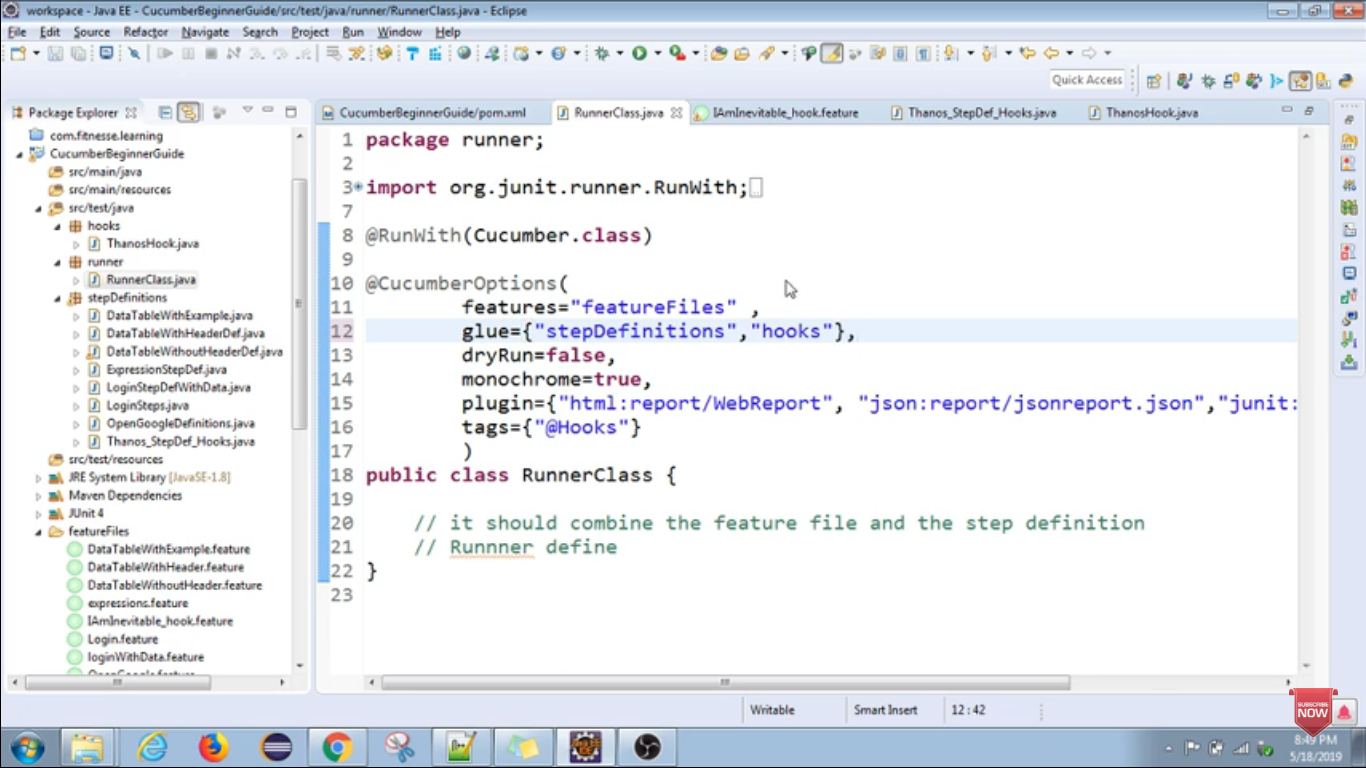 workspace - Java EE - CucumberBeginnerGuide/src/test/java/runner/RunnerClass.java - Eclipse
File Edit Source Refactor Navigate Search Project Run Window Help
Quick Access
Package Explorer
com.fitnesse.learning
CucumberBeginnerGuide
src/main/java
src/main/resources
src/test/java
hooks
ThanosHook.java
runner
RunnerClass.java
stepDefinitions
DataTableWithExample.java
DataTableWithHeaderDef.java
DataTableWithoutHeaderDef.java
ExpressionStepDef.java
LoginStepDefWithData.java
LoginSteps.java
OpenGoogleDefinitions.java
Thanos_StepDef_Hooks.java
src/test/resources
JRE System Library [JavaSE-1.8]
Maven Dependencies
JUnit 4
featureFiles
DataTableWithExample.feature
DataTableWithHeader.feature
DataTableWithoutHeader.feature
expressions.feature
IAmInevitable_hook.feature
Login.feature
loginWithData.feature
OpenGoogle.feature
CucumberBeginnerGuide/pom.xml RunnerClass.java IAmInevitable_hook.feature Thanos_StepDef_Hooks.java ThanosHook.java
1 package runner;
2
3 import org.junit.runner.RunWith;
7
8 @RunWith(Cucumber.class)
9
10 @CucumberOptions(
11 features="featureFiles" ,
12 glue={"stepDefinitions","hooks"},
13 dryRun=false,
14 monochrome=true,
15 plugin={"html:report/WebReport", "json:report/jsonreport.json","junit:
16 tags={"@Hooks"}
17 )
18 public class RunnerClass {
19
20 // it should combine the feature file and the step definition
21 // Runnner define
22 }
23
Writable Smart Insert 12 : 42
SUBSCRIBE
NOW
8:49 PM
5/18/2019